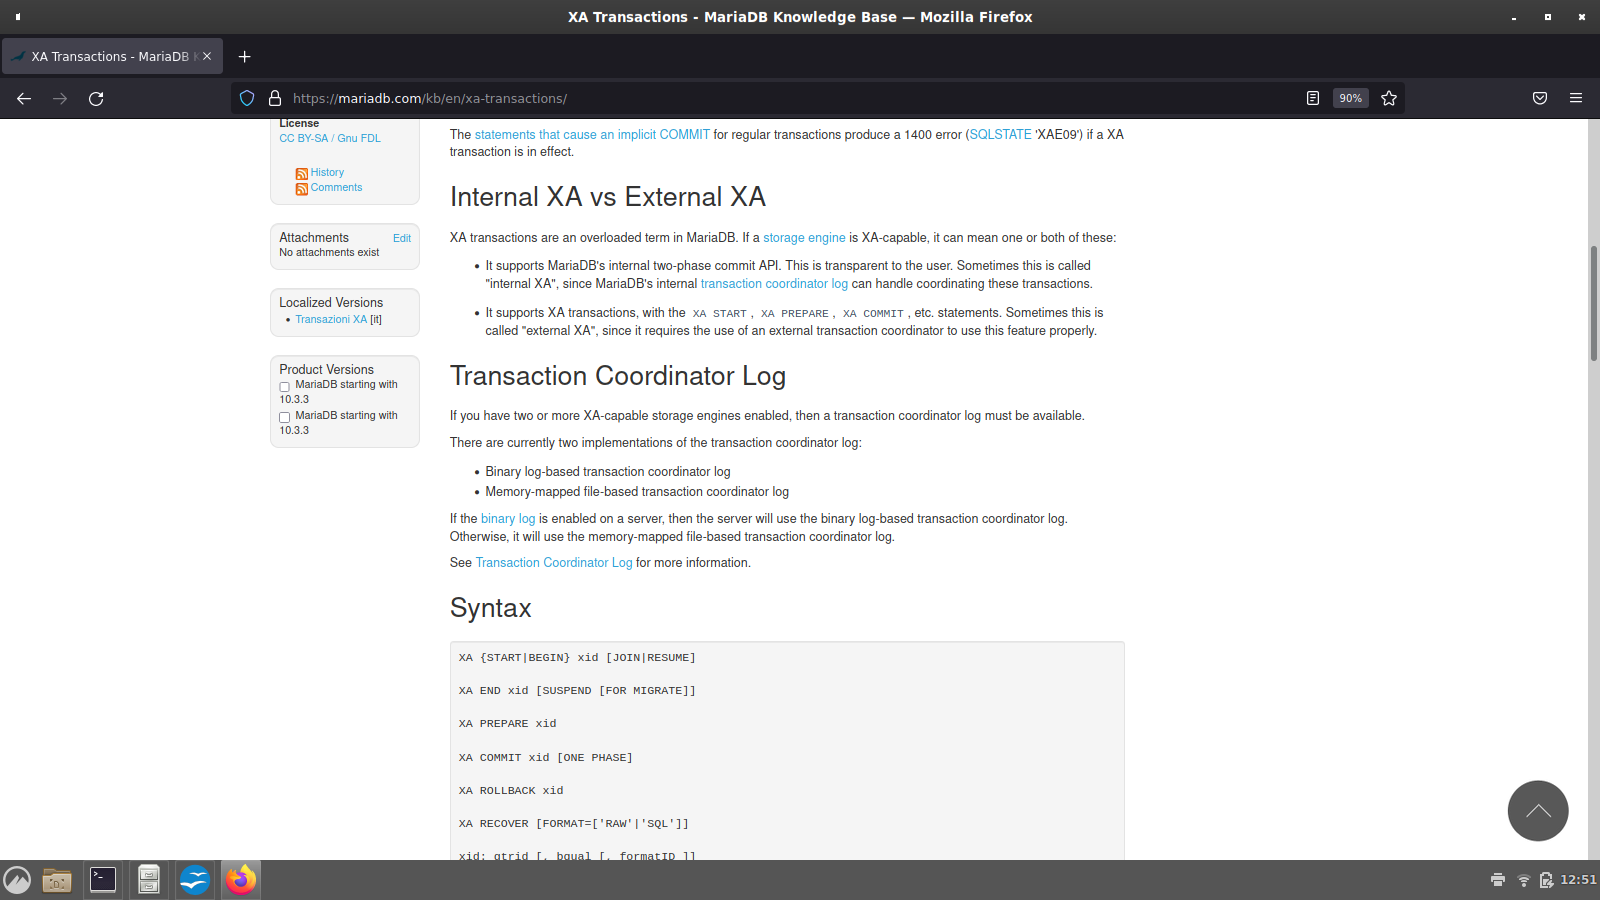 XA Transactions - MariaDB Knowledge Base — Mozilla Firefox
XA Transactions - MariaDB
https://mariadb.com/kb/en/xa-transactions/
90%
License
CC BY-SA / Gnu FDL
History
Comments
Attachments Edit
No attachments exist
Localized Versions
Transazioni XA [it]
Product Versions
MariaDB starting with
10.3.3
MariaDB starting with
10.3.3
The statements that cause an implicit COMMIT for regular transactions produce a 1400 error (SQLSTATE 'XAE09') if a XA
transaction is in effect.
Internal XA vs External XA
XA transactions are an overloaded term in MariaDB. If a storage engine is XA-capable, it can mean one or both of these:
• It supports MariaDB's internal two-phase commit API. This is transparent to the user. Sometimes this is called
"internal XA", since MariaDB's internal transaction coordinator log can handle coordinating these transactions.
• It supports XA transactions, with the XA START, XA PREPARE, XA COMMIT, etc. statements. Sometimes this is
called "external XA", since it requires the use of an external transaction coordinator to use this feature properly.
Transaction Coordinator Log
If you have two or more XA-capable storage engines enabled, then a transaction coordinator log must be available.
There are currently two implementations of the transaction coordinator log:
• Binary log-based transaction coordinator log
• Memory-mapped file-based transaction coordinator log
If the binary log is enabled on a server, then the server will use the binary log-based transaction coordinator log.
Otherwise, it will use the memory-mapped file-based transaction coordinator log.
See Transaction Coordinator Log for more information.
Syntax
XA {START|BEGIN} xid [JOIN|RESUME]
XA END xid [SUSPEND [FOR MIGRATE]]
XA PREPARE xid
XA COMMIT xid [ONE PHASE]
XA ROLLBACK xid
XA RECOVER [FORMAT=['RAW'|'SQL']]
xid: gtrid [, bqual [, formatID ]]
12:51